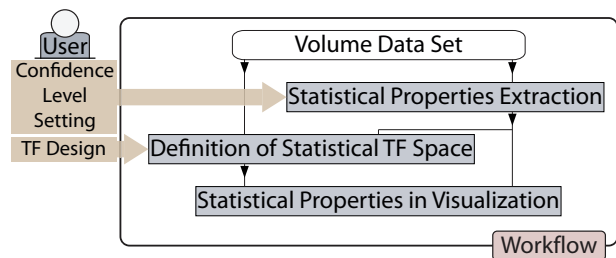 User
Confidence
Level
Setting
TF Design
Volume Data Set
Statistical Properties Extraction
Definition of Statistical TF Space
Statistical Properties in Visualization
Workflow